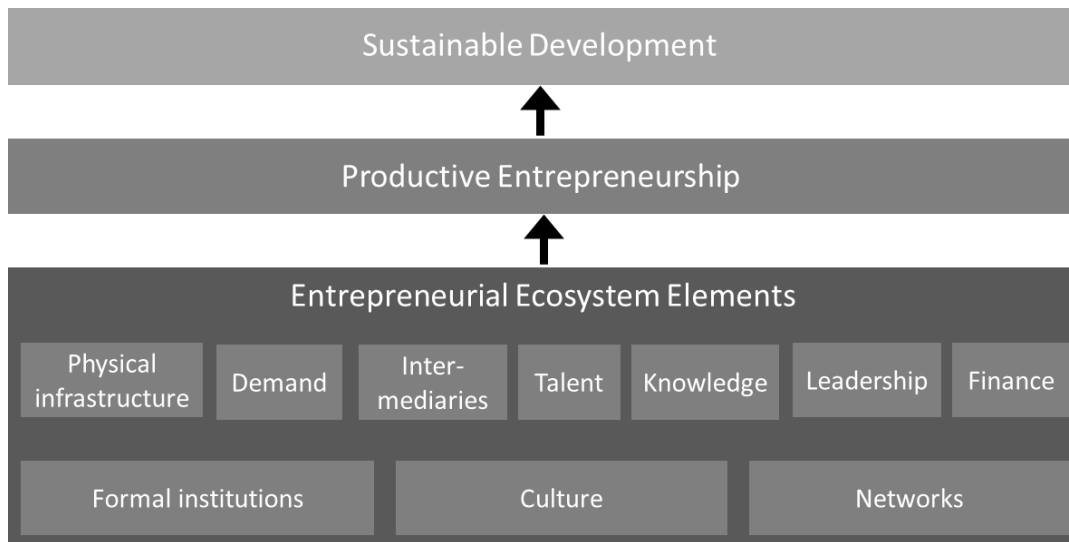 Sustainable Development
Productive Entrepreneurship
Entrepreneurial Ecosystem Elements
Physical
infrastructure
Demand
Inter-
mediaries
Talent
Knowledge
Leadership
Finance
Formal institutions
Culture
Networks